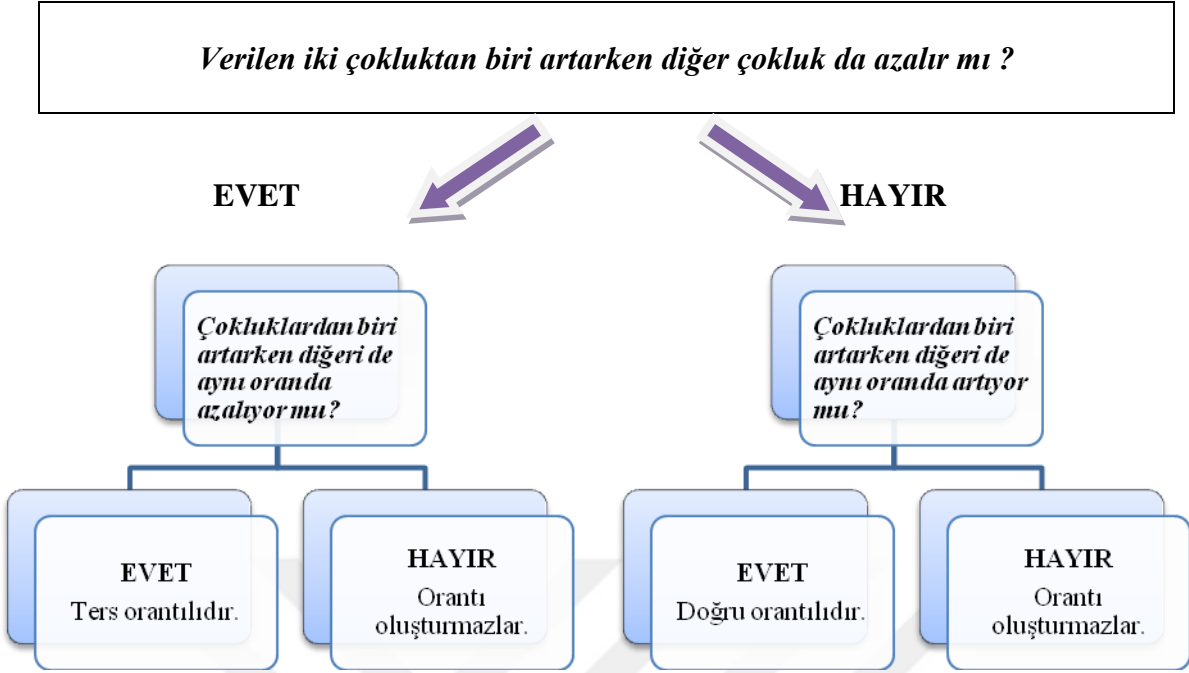 Verilen iki çokluktan biri artarken diğer çokluk da azalır mı ?
EVET
HAYIR
Çokluklardan biri
artarken diğeri de
aynı oranda
azalıyor mu?
Çokluklardan biri
artarken diğeri de
aynı oranda artıyor
mu?
EVET
Ters orantılıdır.
HAYIR
Orantı
oluşturmazlar.
EVET
Doğru orantılıdır.
HAYIR
Orantı
oluşturmazlar.